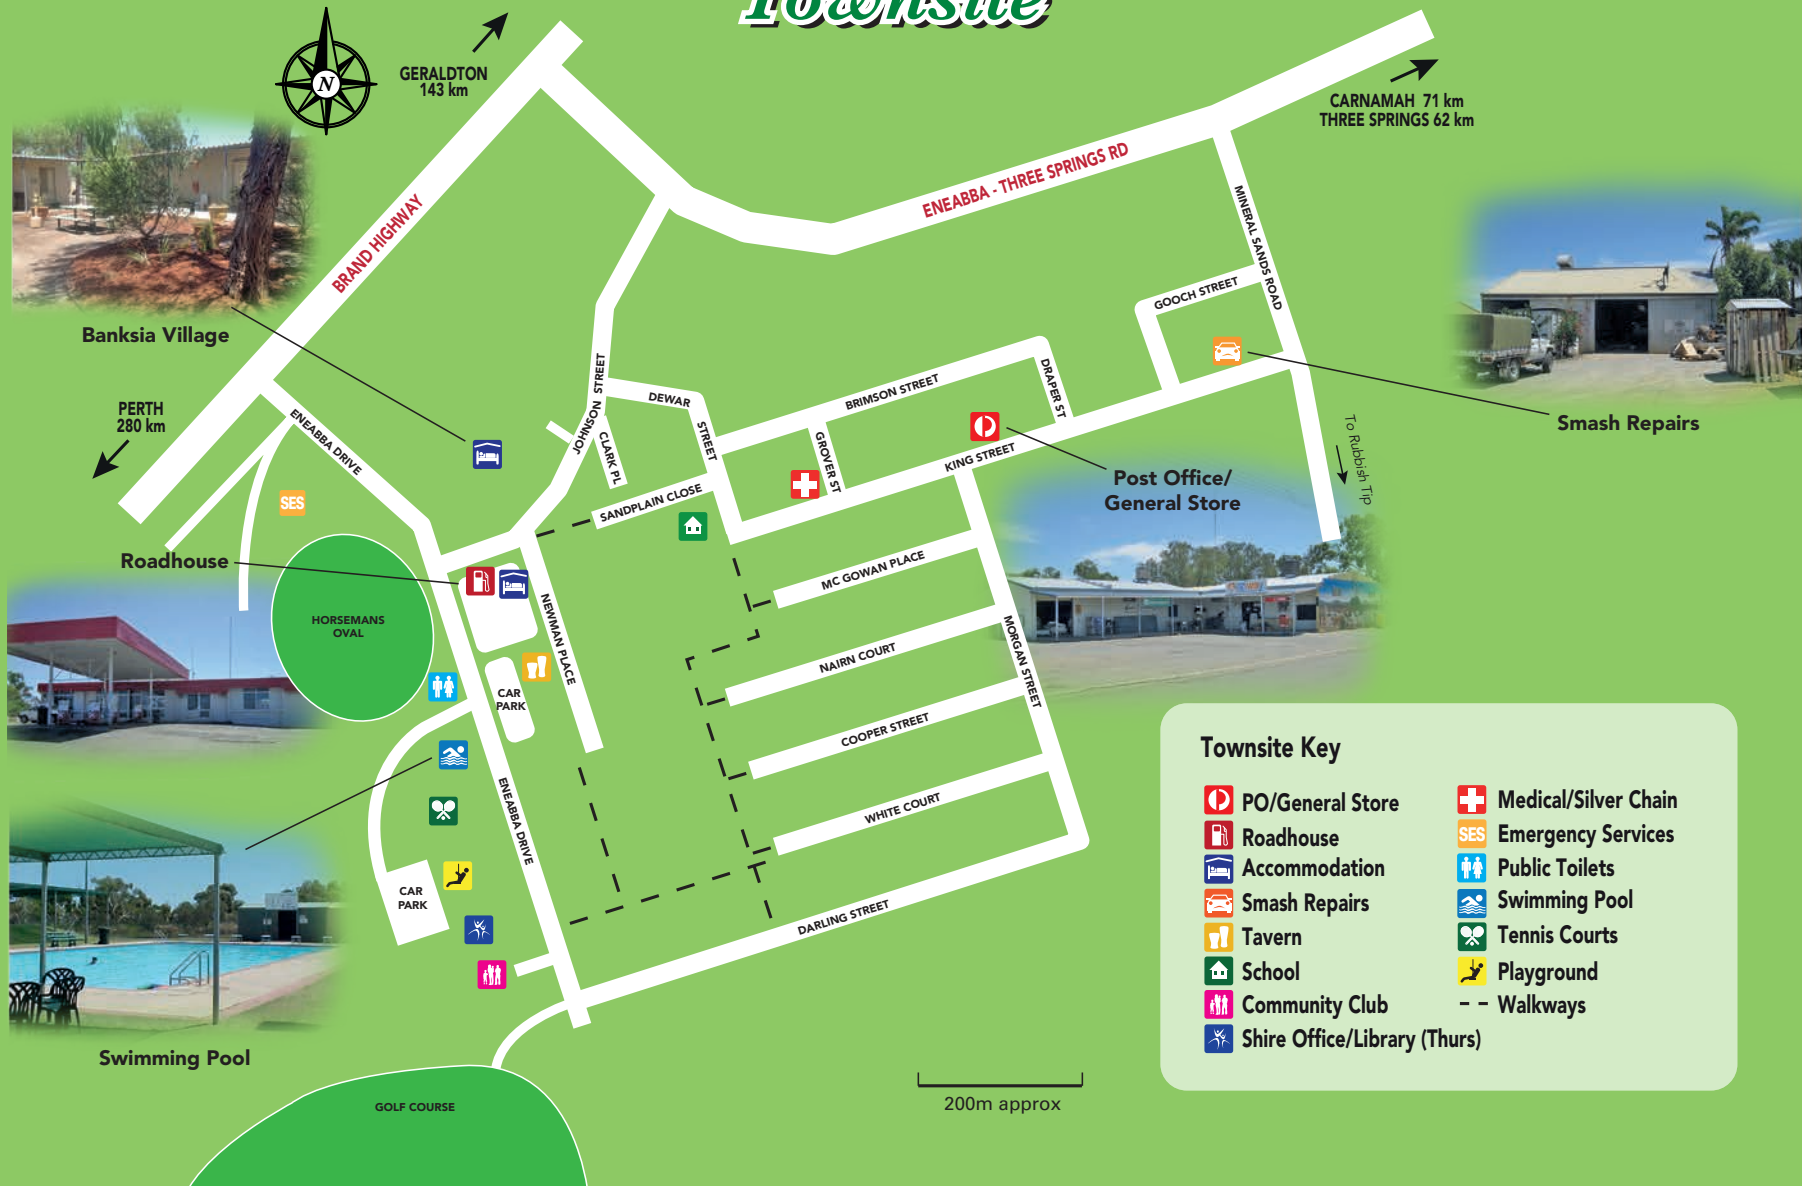 Townsite
N
GERALDTON
143 km
CARNAMAH 71 km
THREE SPRINGS 62 km
BRAND HIGHWAY
ENEABBA - THREE SPRINGS RD
MINERAL SANDS ROAD
GOOCH STREET
Banksia Village
PERTH
280 km
ENEABBA DRIVE
JOHNSON STREET
DEWAR
STREET
CLARK PL
BRIMSON STREET
DRAPER ST
GROVER ST
KING STREET
SANDPLAIN CLOSE
Smash Repairs
To Rubbish Tip
Post Office/
General Store
SES
Roadhouse
HORSEMANS
OVAL
NEWMAN PLACE
MC GOWAN PLACE
NAIRN COURT
MORGAN STREET
COOPER STREET
WHITE COURT
CAR
PARK
ENEABBA DRIVE
CAR
PARK
DARLING STREET
Swimming Pool
GOLF COURSE
200m approx
Townsite Key
PO/General Store
Roadhouse
Accommodation
Smash Repairs
Tavern
School
Community Club
Shire Office/Library (Thurs)
Medical/Silver Chain
SES Emergency Services
Public Toilets
Swimming Pool
Tennis Courts
Playground
Walkways